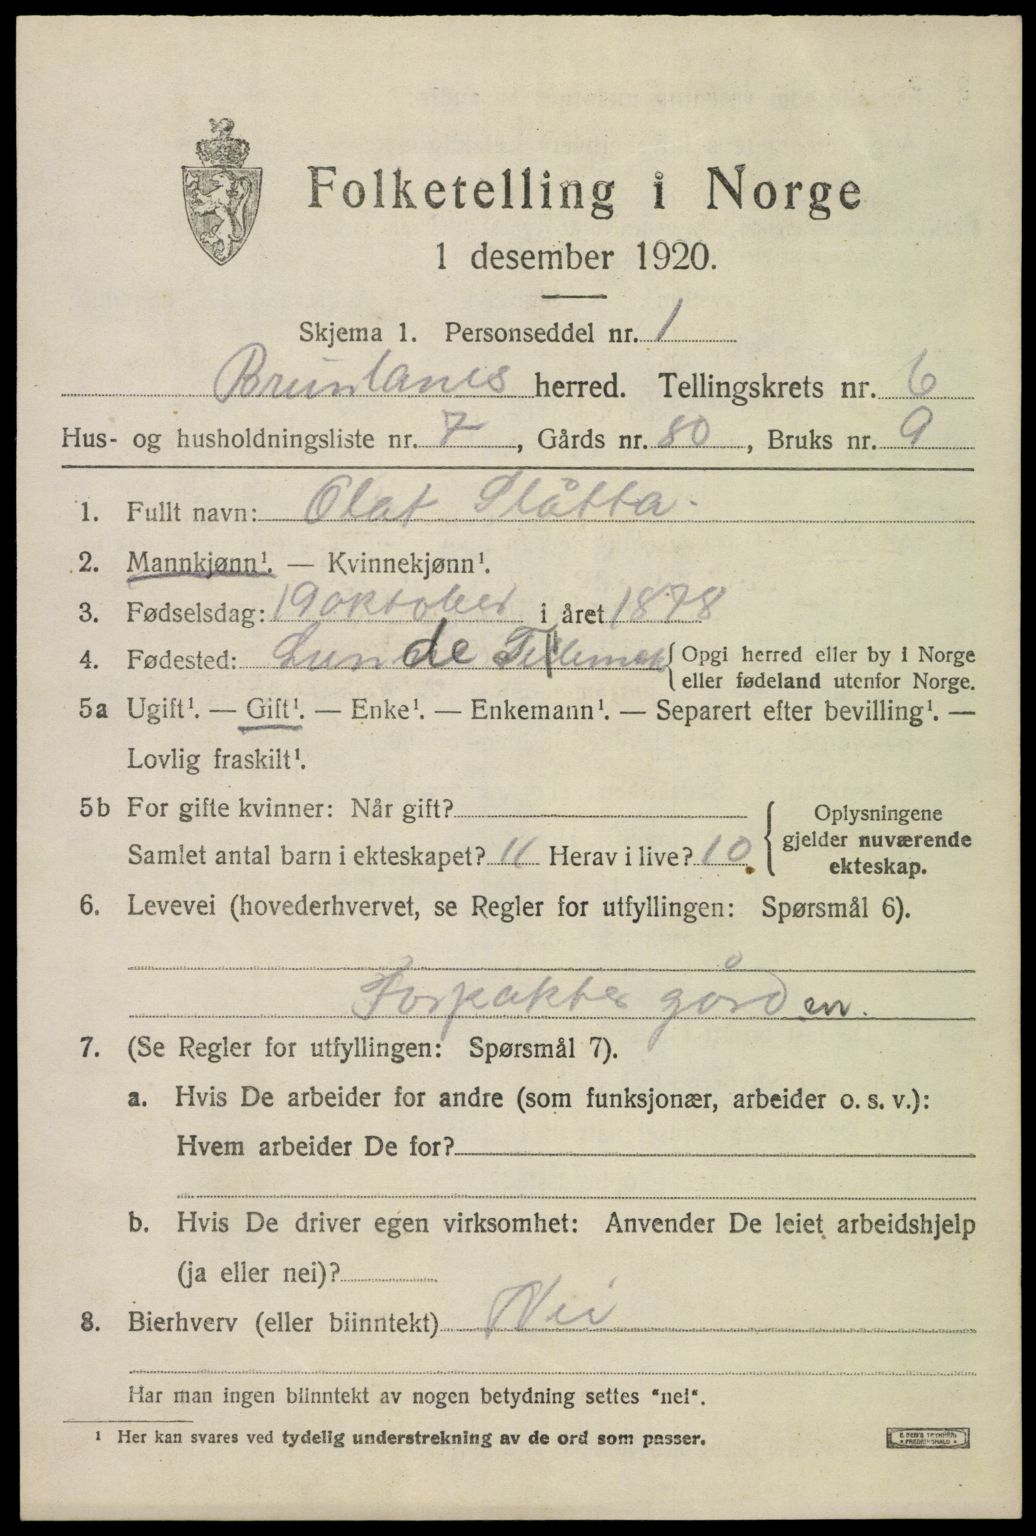 Folketelling i Norge
1 desember 1920.
Skjema 1. Personseddel nr. 1
Brunlanes herred. Tellingskrets nr. 6
Hus- og husholdningsliste nr. 7, Gårds nr. 80, Bruks nr. 9
1. Fullt navn: Olaf Slåtta.
2. Mannkjønn¹. — Kvinnekjønn¹.
3. Fødselsdag: 19 oktober i året 1878
4. Fødested: Lunde Opgi herred eller by i Norge
eller fødeland utenfor Norge.
5a Ugift¹. — Gift¹. — Enke¹. — Enkemann¹. — Separert efter bevilling¹. —
Lovlig fraskilt¹.
5b For gifte kvinner: Når gift?
Samlet antal barn i ekteskapet? 11 Herav i live? 10
Oplysningene
gjelder nuværende
ekteskap.
6. Levevei (hovederhvervet, se Regler for utfyllingen: Spørsmål 6).
Forpakter gården.
7. (Se Regler for utfyllingen: Spørsmål 7).
a. Hvis De arbeider for andre (som funksjonær, arbeider o. s. v.):
Hvem arbeider De for?
b. Hvis De driver egen virksomhet: Anvender De leiet arbeidshjelp
(ja eller nei)?
8. Bierhverv (eller biinntekt) Nei
Har man ingen biinntekt av nogen betydning settes "nei".
¹ Her kan svares ved tydelig understrekning av de ord som passer.